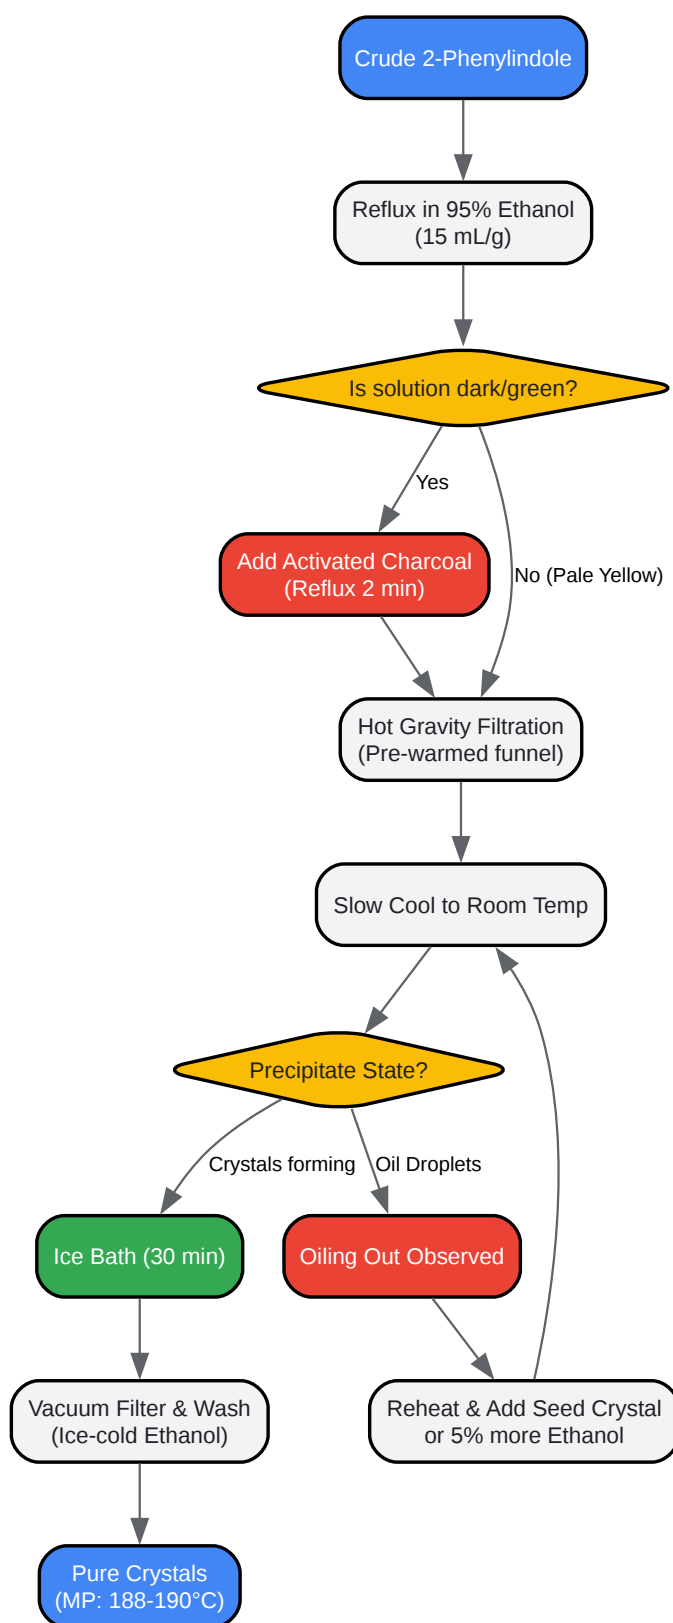 Crude 2-Phenylindole
Reflux in 95% Ethanol
(15 mL/g)
Is solution dark/green?
Yes
Add Activated Charcoal
(Reflux 2 min)
No (Pale Yellow)
Hot Gravity Filtration
(Pre-warmed funnel)
Slow Cool to Room Temp
Precipitate State?
Crystals forming
Oil Droplets
Ice Bath (30 min)
Oiling Out Observed
Vacuum Filter & Wash
(Ice-cold Ethanol)
Reheat & Add Seed Crystal
or 5% more Ethanol
Pure Crystals
(MP: 188-190°C)